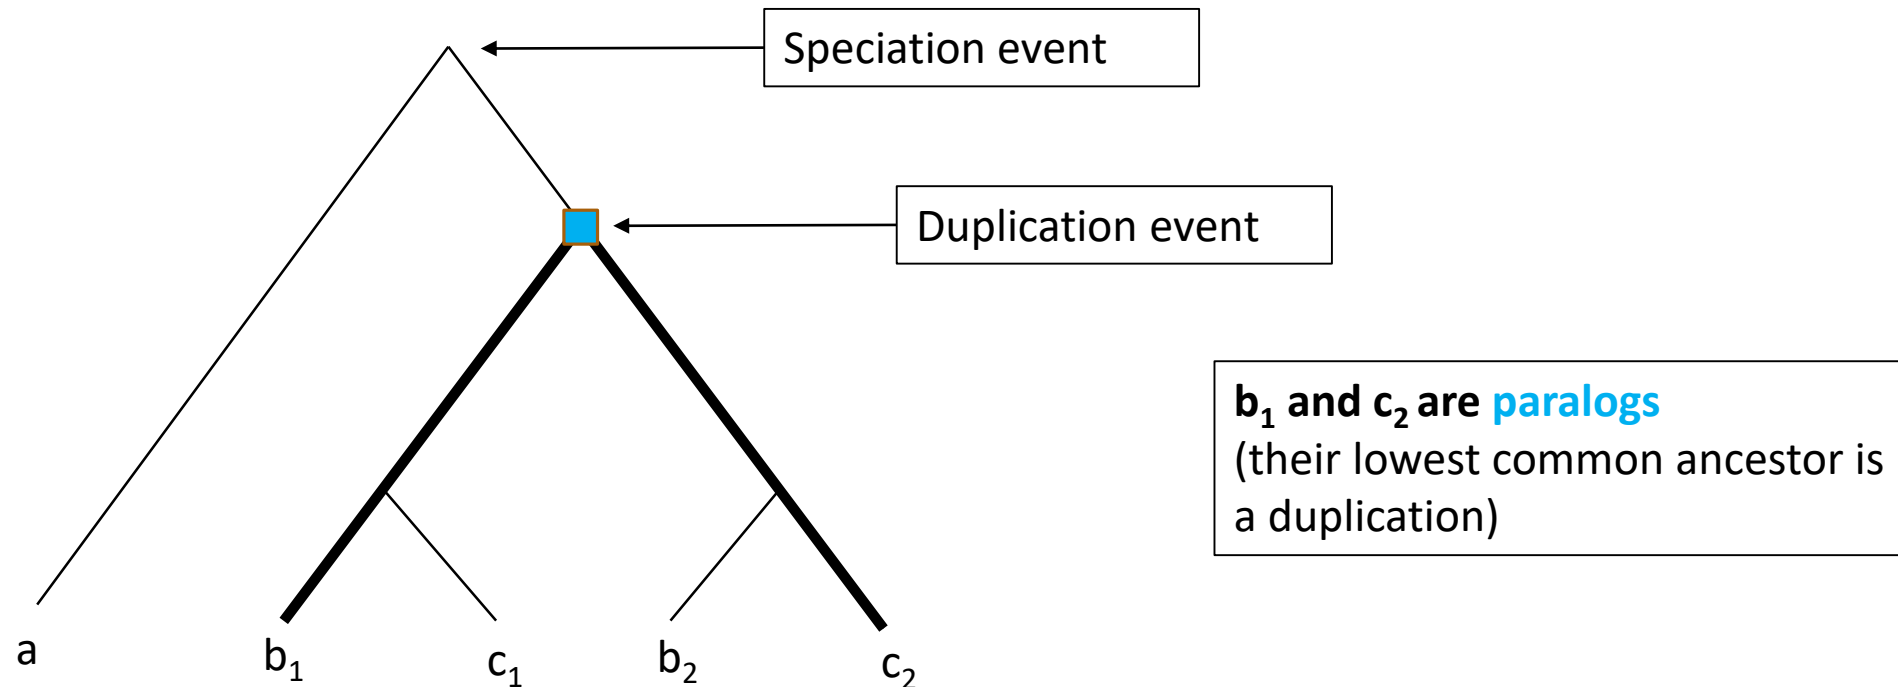 Speciation event
Duplication event
b₁ and c₂ are paralogs
(their lowest common ancestor is
a duplication)
a
b₁
c₁
b₂
c₂